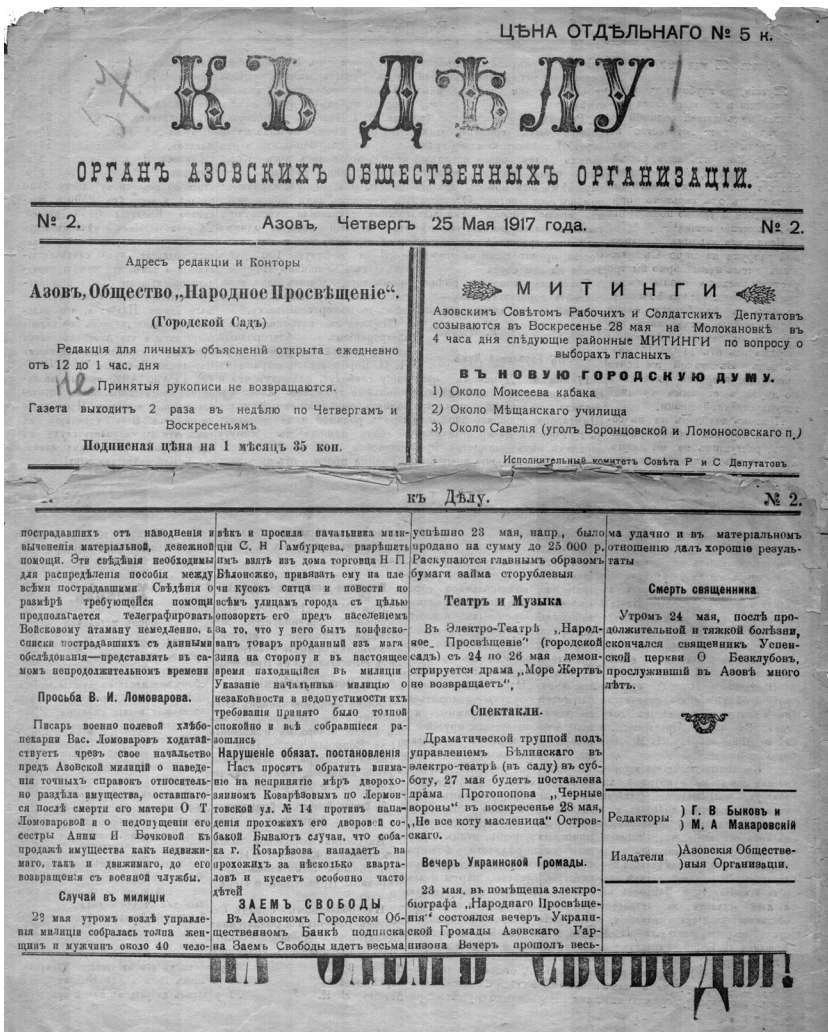 ЦѢНА ОТДѢЛЬНАГО № 5 к.
КЪ ДѢЛУ
ОРГАНЪ АЗОВСКИХЪ ОБЩЕСТВЕННЫХЪ ОРГАНИЗАЦІИ.
№ 2. Азовъ, Четвергъ 25 Мая 1917 года. № 2.
Адресъ редакціи и Конторы
Азовъ, Общество „Народное Просвѣщеніе“.
(Городской Садъ)
Редакція для личныхъ объясненій открыта ежедневно
отъ 12 до 1 час. дня
Не
Принятыя рукописи не возвращаются.
Газета выходитъ 2 раза въ недѣлю по Четвергамъ и
Воскресеньямъ
Подписная цѣна на 1 мѣсяцъ 35 коп.
МИТИНГИ
Азовскимъ Совѣтомъ Рабочихъ и Солдатскихъ Депутатовъ
созываются въ Воскресенье 28 мая на Молокановкѣ въ
4 часа дня слѣдующіе районные МИТИНГИ по вопросу о
выборахъ гласныхъ
ВЪ НОВУЮ ГОРОДСКУЮ ДУМУ.
1) Около Моисеева кабака
2) Около Мѣщанскаго училища
3) Около Савелія (уголъ Воронцовской и Ломоносовскаго п.)
Исполнительный комитетъ Совѣта Р и С Депутатовъ
къ Дѣлу. № 2.
пострадавшихъ отъ наводненія и
вычоненія матеріальной, денежной
помощи. Эти свѣдѣнія необходимы
для распредѣленія пособія между
всѣми пострадавшими Свѣдѣнія о
размѣрѣ требующейся помощи
предполагается телеграфировать
Войсковому атаману немедленно, а
списки пострадавшихъ съ данными
обслѣдованія—представлять въ са-
момъ непродолжительномъ времени
Просьба В. И. Ломоварова.
Писарь военно полевой хлѣбо-
пекарни Вас. Ломоваровъ ходатай-
ствуетъ чрезъ свое начальство
предъ Азовской милиціей о наведе-
нія точныхъ справокъ относитель-
но раздѣла имущества, оставшаго-
ся послѣ смерти его матери О Т
Ломоваровой и о недопущеніи его
сестры Анны И Бочковой къ
продажѣ имущества какъ недвижи-
маго, такъ и движимаго, до его
возвращенія съ военной члужбы.
Случай въ милиціи
23 мая утромъ возлѣ управле-
нія милиціи собралась толпа жен-
щинъ и мужчинъ около 40 чело-
вѣкъ и просила начальника мили-
ціи С. Н Гамбурцева, разрѣшить
имъ взять изъ дома торговца Н П
Бѣлоножко, привязать ему на пле-
чи кусокъ ситца и повести по
всѣмъ улицамъ города съ цѣлью
опозорить его предъ населеніемъ
за то, что у него былъ конфиско-
ванъ товаръ проданный изъ мага
зина на сторону и въ настоящее
время находящійся въ милиціи
Указаніе начальника милицію о
незаконости и недопустимости ихъ
требованія принято было толпой
спокойно и всѣ собравшіеся ра-
зошлись
Нарушеніе обязат. постановленія
Насъ просятъ обратить внима-
ніе на непринятіе мѣръ дворохо-
зяиномъ Козарѣзовымъ по Лермон-
товской ул. № 14 противъ напа-
денія прохожихъ его дворовой со-
бакой Бываютъ случаи, что соба-
ка г. Козарѣзова нападаетъ на
прохожихъ за нѣсколько кварта-
ловъ и кусаетъ особонно часто
дѣтей
ЗАЕМЪ СВОБОДЫ
Въ Азовскомъ Городскомъ Об-
щественномъ Банкѣ подписка
на Заемъ Свободы идетъ весьма
успѣшно 23 мая, напр, было
продано на сумму до 25 000 р,
Раскупаются главнымъ образомъ
бумаги займа сторублевыя
Театръ и Музыка
Въ Электро-Театрѣ „Народ-
ное Просвѣщеніе“ (городской
садъ) съ 24 по 26 мая демон-
стрируется драма „Море Жертвъ
не возвращаетъ“,
Спектакли.
Драматической труппой подъ
управленіемъ Бѣлинскаго въ
электро-театрѣ (въ саду) въ суб-
боту, 27 мая будетъ поставлена
драма Протопопова „Черные
вороны“ въ воскресенье 28 мая,
„Не все коту масленица“ Остров-
скаго.
Вечеръ Украинской Громады.
23 мая, въ помѣщеніа электро-
біографа „Народнаго Просвѣще-
нія“ состоялся вечеръ Украин-
ской Громады Азовскаго Гар-
низона Вечеръ прошол весь-
ма удачно и въ матеріальномъ
отношеніи далъ хорошіе резуль-
таты
Смерть священника
Утромъ 24 мая, послѣ про-
должительной и тяжкой болѣзни,
скончался священникъ Успен-
ской церкви О Безклубовъ,
прослужившій въ Азовѣ много
лѣтъ.
Редакторы ) Г. В Быковъ и
) М. А Макаровскій
Издатели )Азовскія Обществе-
)ныя Организаціи.
СВОБОДЫ!